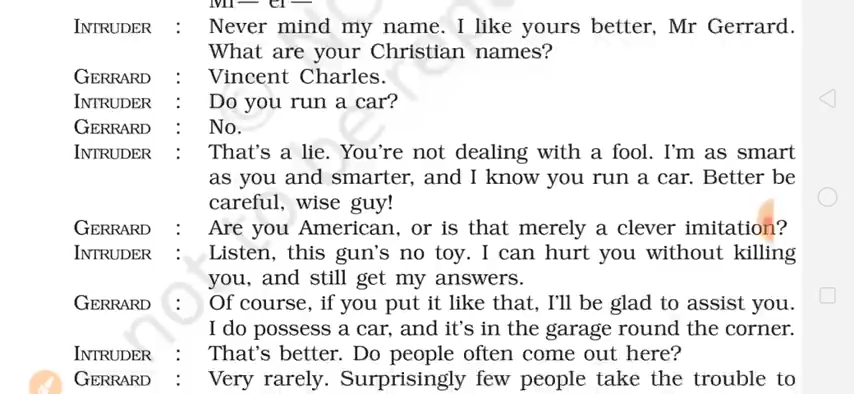 INTRUDER : Never mind my name. I like yours better, Mr Gerrard.
What are your Christian names?
GERRARD : Vincent Charles.
INTRUDER : Do you run a car?
GERRARD : No.
INTRUDER : That's a lie. You're not dealing with a fool. I'm as smart
as you and smarter, and I know you run a car. Better be
careful, wise guy!
GERRARD : Are you American, or is that merely a clever imitation?
INTRUDER : Listen, this gun's no toy. I can hurt you without killing
you, and still get my answers.
GERRARD : Of course, if you put it like that, I'll be glad to assist you.
I do possess a car, and it's in the garage round the corner.
INTRUDER : That's better. Do people often come out here?
GERRARD : Very rarely. Surprisingly few people take the trouble to